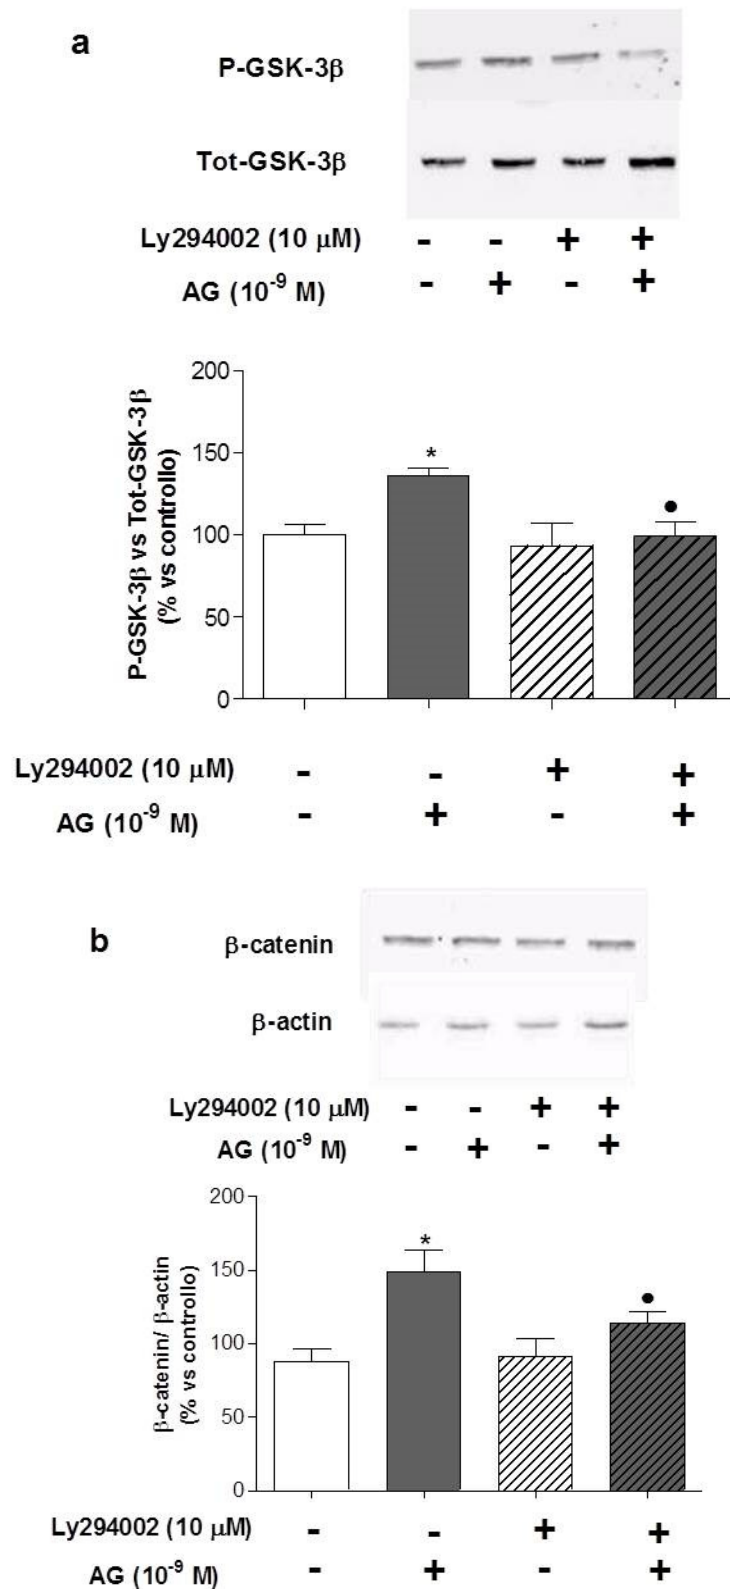 a
P-GSK-3β
Tot-GSK-3β
Ly294002 (10 μM) - - + +
AG (10⁻⁹ M) - + - +
P-GSK-3β vs Tot-GSK-3β
(% vs controllo)
200
150
100
50
0
*
•
Ly294002 (10 μM) - - + +
AG (10⁻⁹ M) - + - +
b
β-catenin
β-actin
Ly294002 (10 μM) - - + +
AG (10⁻⁹ M) - + - +
β-catenin/ β-actin
(% vs controllo)
200
150
100
50
0
*
•
Ly294002 (10 μM) - - + +
AG (10⁻⁹ M) - + - +